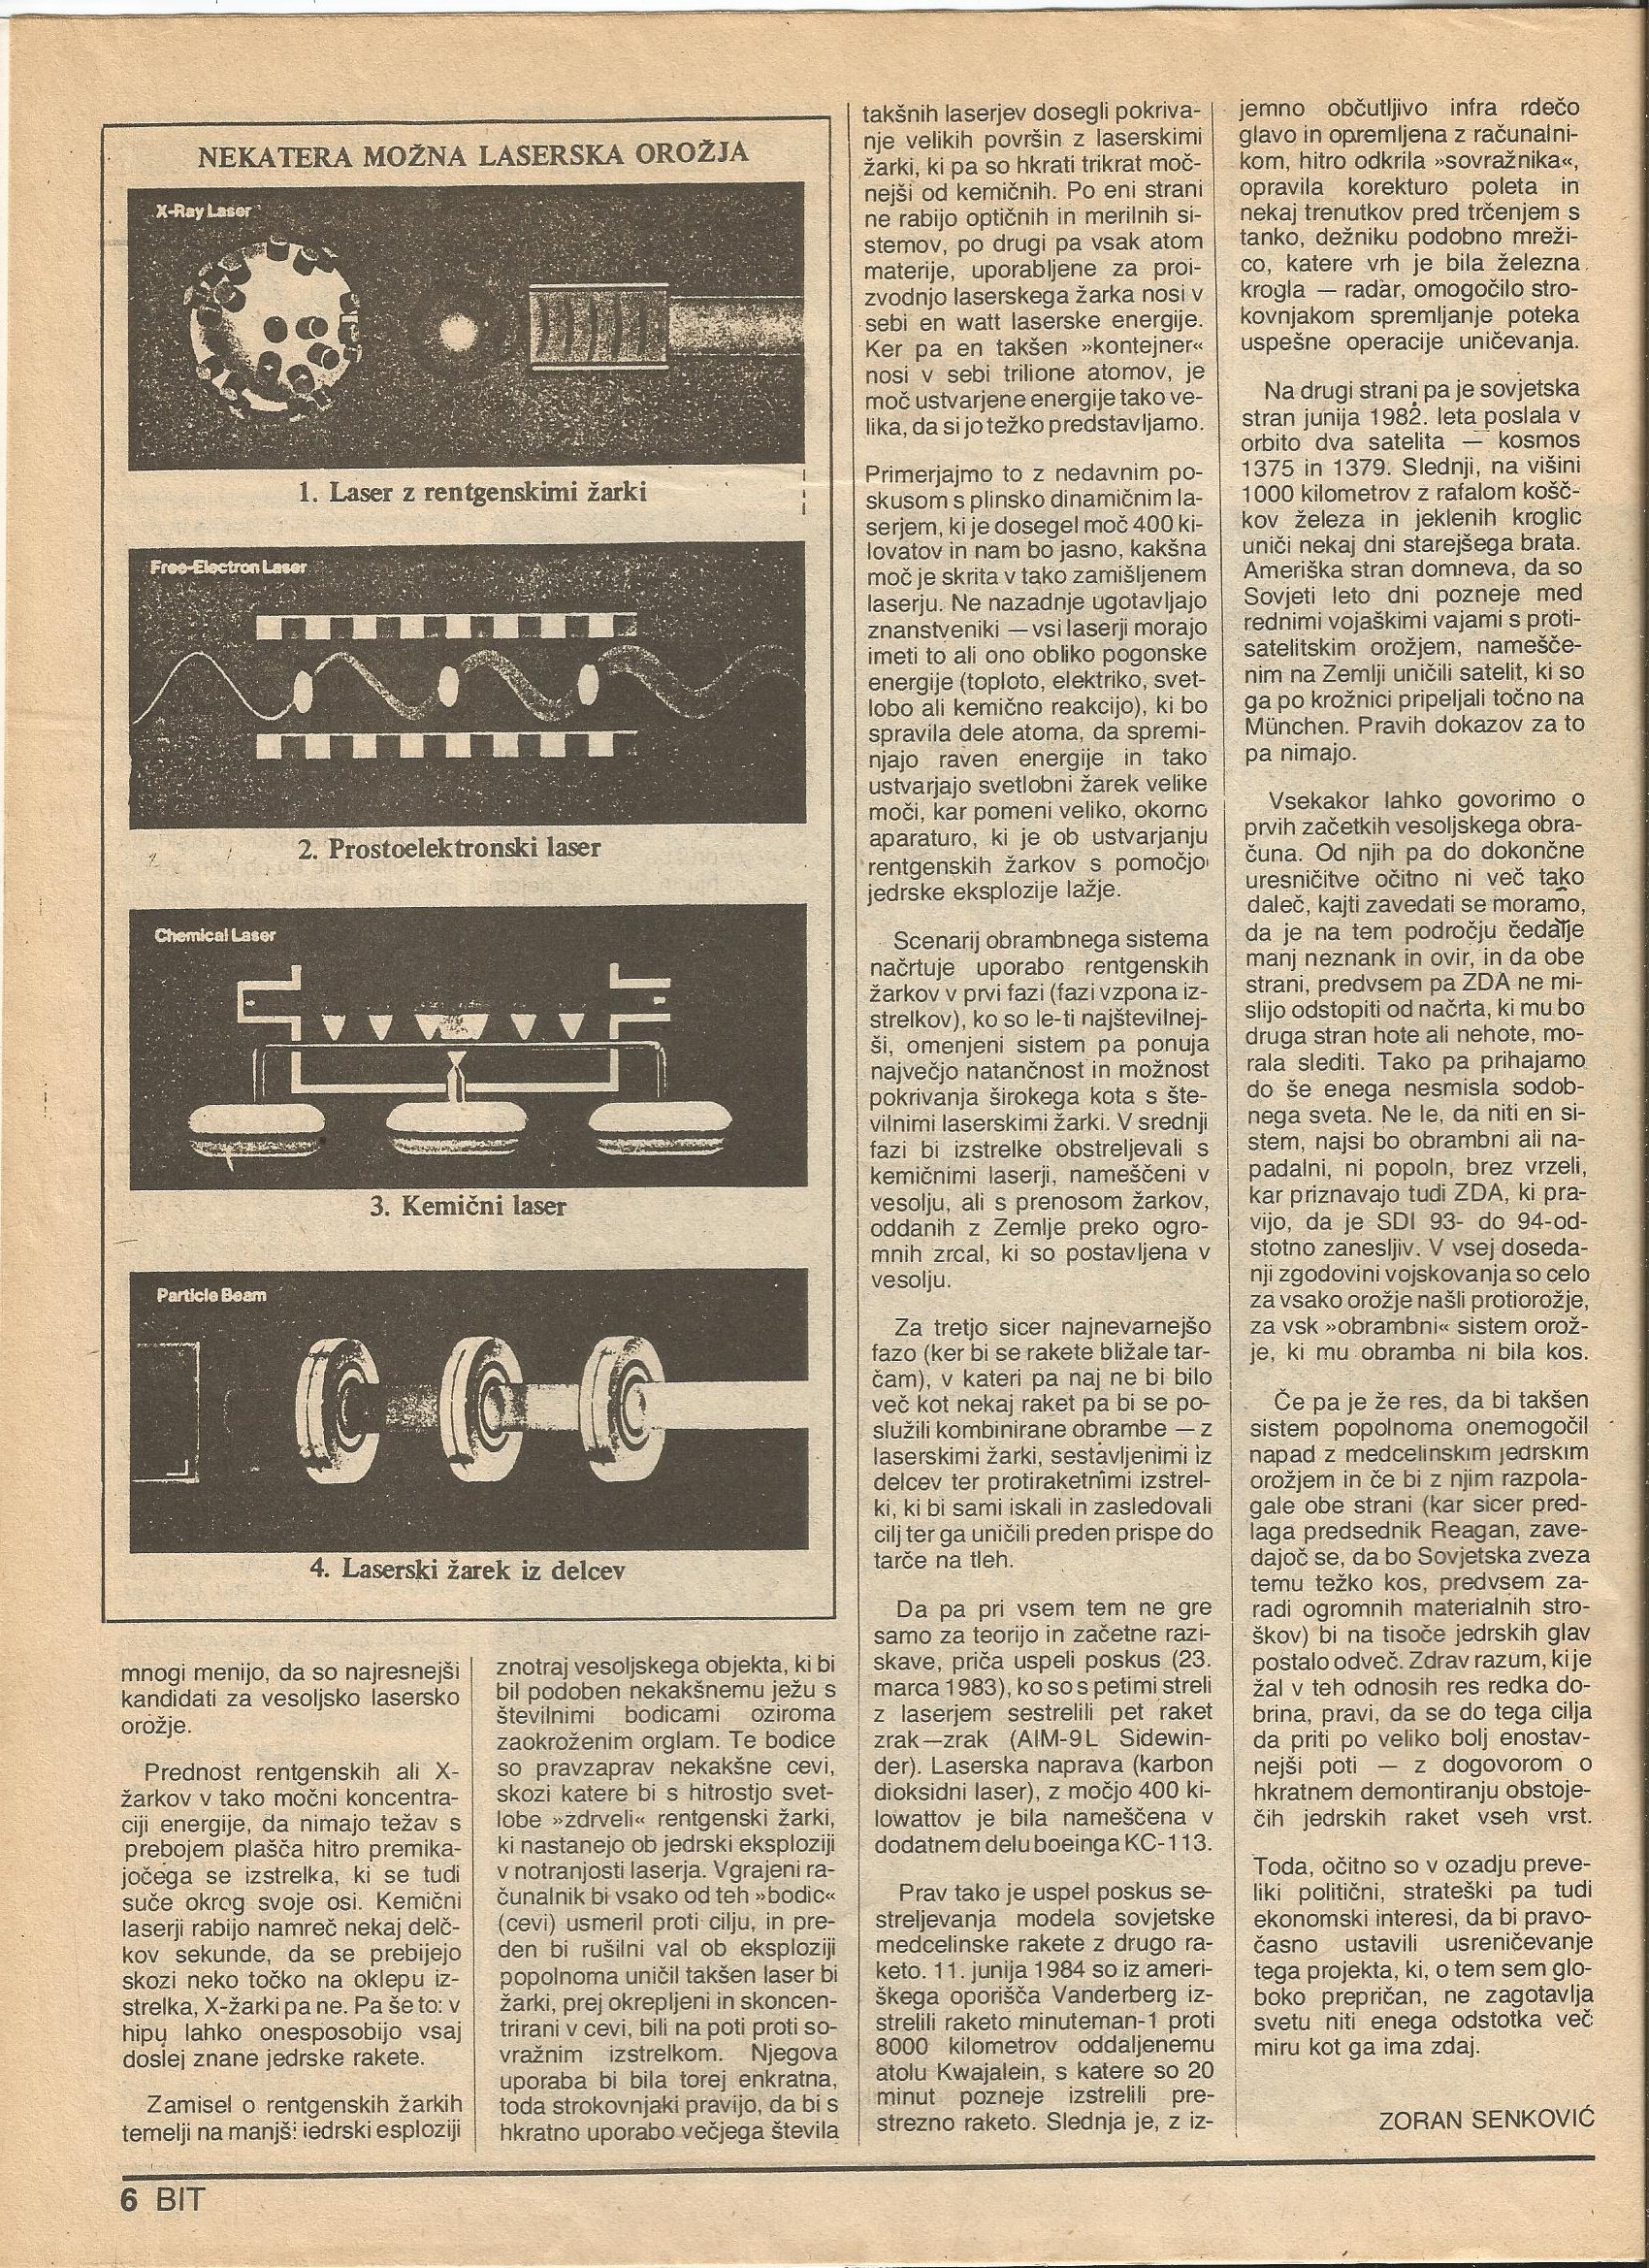 NEKATERA MOŽNA LASERSKA OROŽJA
X-Ray Laser
1. Laser z rentgenskimi žarki
Free-Electron Laser
2. Prostoelektronski laser
Chemical Laser
3. Kemični laser
Particle Beam
4. Laserski žarek iz delcev
mnogi menijo, da so najresnejši
kandidati za vesoljsko lasersko
orožje.
Prednost rentgenskih ali X-
žarkov v tako močni koncentra-
ciji energije, da nimajo težav s
prebojem plašča hitro premika-
jočega se izstrelka, ki se tudi
suče okrog svoje osi. Kemični
laserji rabijo namreč nekaj delč-
kov sekunde, da se prebijejo
skozi neko točko na oklepu iz-
strelka, X-žarki pa ne. Pa še to: v
hipu lahko onesposobijo vsaj
doslej znane jedrske rakete.
Zamisel o rentgenskih žarkih
temelji na manjši jedrski esploziji
znotraj vesoljskega objekta, ki bi
bil podoben nekakšnemu ježu s
številnimi bodicami oziroma
zaokroženim orglam. Te bodice
so pravzaprav nekakšne cevi,
skozi katere bi s hitrostjo svet-
lobe »zdrveli« rentgenski žarki,
ki nastanejo ob jedrski eksploziji
v notranjosti laserja. Vgrajeni ra-
čunalnik bi vsako od teh »bodic«
(cevi) usmeril proti cilju, in pre-
den bi rušilni val ob eksploziji
popolnoma uničil takšen laser bi
žarki, prej okrepljeni in skoncen-
trirani v cevi, bili na poti proti so-
vražnim izstrelkom. Njegova
uporaba bi bila torej enkratna,
toda strokovnjaki pravijo, da bi s
hkratno uporabo večjega števila
takšnih laserjev dosegli pokriva-
nje velikih površin z laserskimi
žarki, ki pa so hkrati trikrat moč-
nejši od kemičnih. Po eni strani
ne rabijo optičnih in merilnih si-
stemov, po drugi pa vsak atom
materije, uporabljene za proi-
zvodnjo laserskega žarka nosi v
sebi en watt laserske energije.
Ker pa en takšen »kontejner«
nosi v sebi trilione atomov, je
moč ustvarjene energije tako ve-
lika, da si jo težko predstavljamo.
Primerjajmo to z nedavnim po-
skusom s plinsko dinamičnim la-
serjem, ki je dosegel moč 400 ki-
lovatov in nam bo jasno, kakšna
moč je skrita v tako zamišljenem
laserju. Ne nazadnje ugotavljajo
znanstveniki — vsi laserji morajo
imeti to ali ono obliko pogonske
energije (toploto, elektriko, svet-
lobo ali kemično reakcijo), ki bo
spravila dele atoma, da spremi-
njajo raven energije in tako
ustvarjajo svetlobni žarek velike
moči, kar pomeni veliko, okorno
aparaturo, ki je ob ustvarjanju
rentgenskih žarkov s pomočjo
jedrske eksplozije lažje.
Scenarij obrambnega sistema
načrtuje uporabo rentgenskih
žarkov v prvi fazi (fazi vzpona iz-
strelkov), ko so le-ti najštevilnej-
ši, omenjeni sistem pa ponuja
največjo natančnost in možnost
pokrivanja širokega kota s šte-
vilnimi laserskimi žarki. V srednji
fazi bi izstrelke obstreljevali s
kemičnimi laserji, nameščeni v
vesolju, ali s prenosom žarkov,
oddanih z Zemlje preko ogro-
mnih zrcal, ki so postavljena v
vesolju.
Za tretjo sicer najnevarnejšo
fazo (ker bi se rakete bližale tar-
čam), v kateri pa naj ne bi bilo
več kot nekaj raket pa bi se po-
služili kombinirane obrambe — z
laserskimi žarki, sestavljenimi iz
delcev ter protiraketnimi izstrel-
ki, ki bi sami iskali in zasledovali
cilj ter ga uničili preden prispe do
tarče na tleh.
Da pa pri vsem tem ne gre
samo za teorijo in začetne razi-
skave, priča uspeli poskus (23.
marca 1983), ko so s petimi streli
z laserjem sestrelili pet raket
zrak—zrak (AIM-9L Sidewin-
der). Laserska naprava (karbon
dioksidni laser), z močjo 400 ki-
lowattov je bila nameščena v
dodatnem delu boeinga KC-113.
Prav tako je uspel poskus se-
streljevanja modela sovjetske
medcelinske rakete z drugo ra-
keto. 11. junija 1984 so iz ameri-
škega oporišča Vanderberg iz-
strelili raketo minuteman-1 proti
8000 kilometrov oddaljenemu
atolu Kwajalein, s katere so 20
minut pozneje izstrelili pre-
strezno raketo. Slednja je, z iz-
jemno občutljivo infra rdečo
glavo in opremljena z računalni-
kom, hitro odkrila »sovražnika«,
opravila korekturo poleta in
nekaj trenutkov pred trčenjem s
tanko, dežniku podobno mreži-
co, katere vrh je bila železna
krogla — radar, omogočilo stro-
kovnjakom spremljanje poteka
uspešne operacije uničevanja.
Na drugi strani pa je sovjetska
stran junija 1982. leta poslala v
orbito dva satelita — kosmos
1375 in 1379. Slednji, na višini
1000 kilometrov z rafalom košč-
kov železa in jeklenih kroglic
uniči nekaj dni starejšega brata.
Ameriška stran domneva, da so
Sovjeti leto dni pozneje med
rednimi vojaškimi vajami s proti-
satelitskim orožjem, namešče-
nim na Zemlji uničili satelit, ki so
ga po krožnici pripeljali točno na
München. Pravih dokazov za to
pa nimajo.
Vsekakor lahko govorimo o
prvih začetkih vesoljskega obra-
čuna. Od njih pa do dokončne
uresničitve očitno ni več tako
daleč, kajti zavedati se moramo,
da je na tem področju čedalje
manj neznank in ovir, in da obe
strani, predvsem pa ZDA ne mi-
slijo odstopiti od načrta, ki mu bo
druga stran hote ali nehote, mo-
rala slediti. Tako pa prihajamo
do še enega nesmisla sodob-
nega sveta. Ne le, da niti en si-
stem, najsi bo obrambni ali na-
padalni, ni popoln, brez vrzeli,
kar priznavajo tudi ZDA, ki pra-
vijo, da je SDI 93- do 94-od-
stotno zanesljiv. V vsej doseda-
nji zgodovini vojskovanja so celo
za vsako orožje našli protiorožje,
za vsk »obrambni« sistem orož-
je, ki mu obramba ni bila kos.
Če pa je že res, da bi takšen
sistem popolnoma onemogočil
napad z medcelinskim jedrskim
orožjem in če bi z njim razpola-
gale obe strani (kar sicer pred-
laga predsednik Reagan, zave-
dajoč se, da bo Sovjetska zveza
temu težko kos, predvsem za-
radi ogromnih materialnih stro-
škov) bi na tisoče jedrskih glav
postalo odveč. Zdrav razum, ki je
žal v teh odnosih res redka do-
brina, pravi, da se do tega cilja
da priti po veliko bolj enostav-
nejši poti — z dogovorom o
hkratnem demontiranju obstoje-
čih jedrskih raket vseh vrst.
Toda, očitno so v ozadju preve-
liki politični, strateški pa tudi
ekonomski interesi, da bi pravo-
časno ustavili usreničevanje
tega projekta, ki, o tem sem glo-
boko prepričan, ne zagotavlja
svetu niti enega odstotka več
miru kot ga ima zdaj.
ZORAN SENKOVIĆ
6 BIT